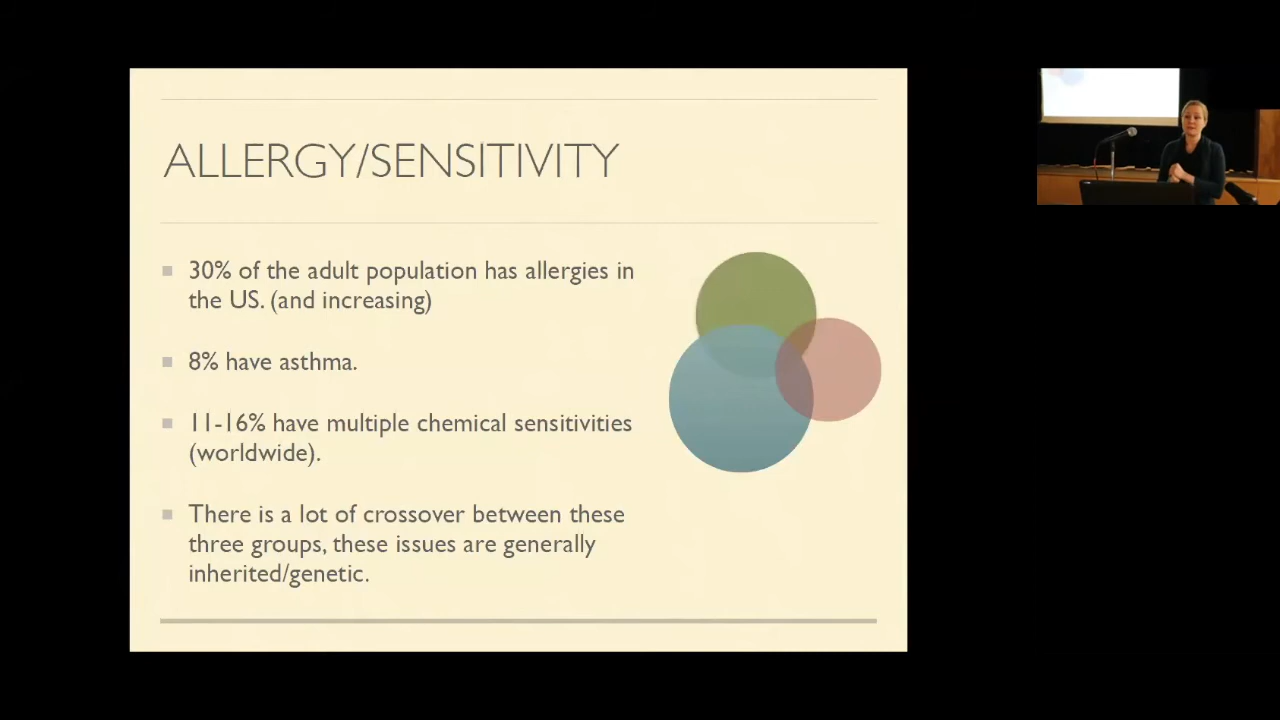 ALLERGY/SENSITIVITY
30% of the adult population has allergies in
the US. (and increasing)
8% have asthma.
11-16% have multiple chemical sensitivities
(worldwide).
There is a lot of crossover between these
three groups, these issues are generally
inherited/genetic.